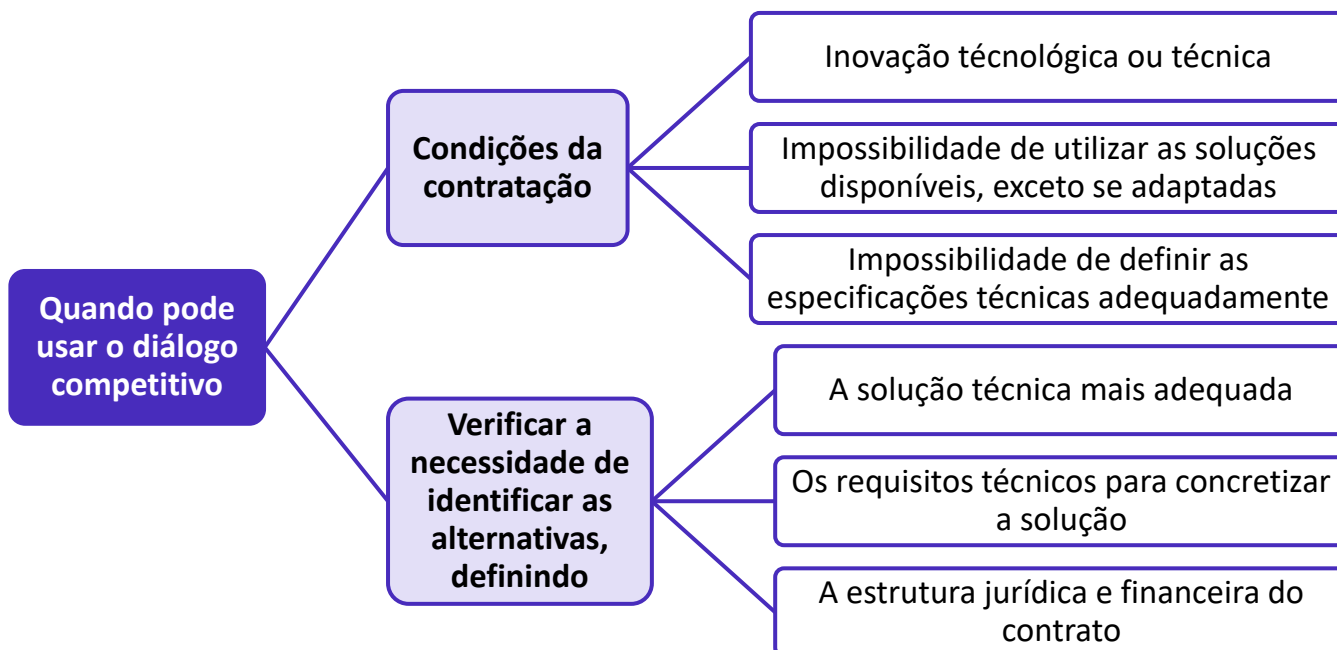 Quando pode
usar o diálogo
competitivo
Condições da
contratação
Inovação técnológica ou técnica
Impossibilidade de utilizar as soluções
disponíveis, exceto se adaptadas
Impossibilidade de definir as
especificações técnicas adequadamente
Verificar a
necessidade de
identificar as
alternativas,
definindo
A solução técnica mais adequada
Os requisitos técnicos para concretizar
a solução
A estrutura jurídica e financeira do
contrato